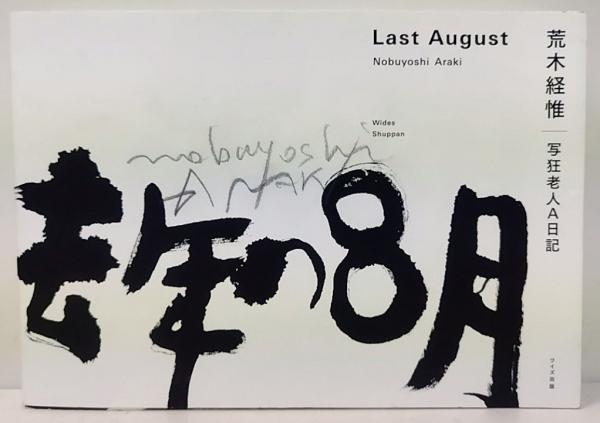 Last August
Nobuyoshi Araki
Wides
Shuppan
荒木経惟
写狂老人A日記
nobuyoshi
ARAKI
去年の8月
ワイズ出版